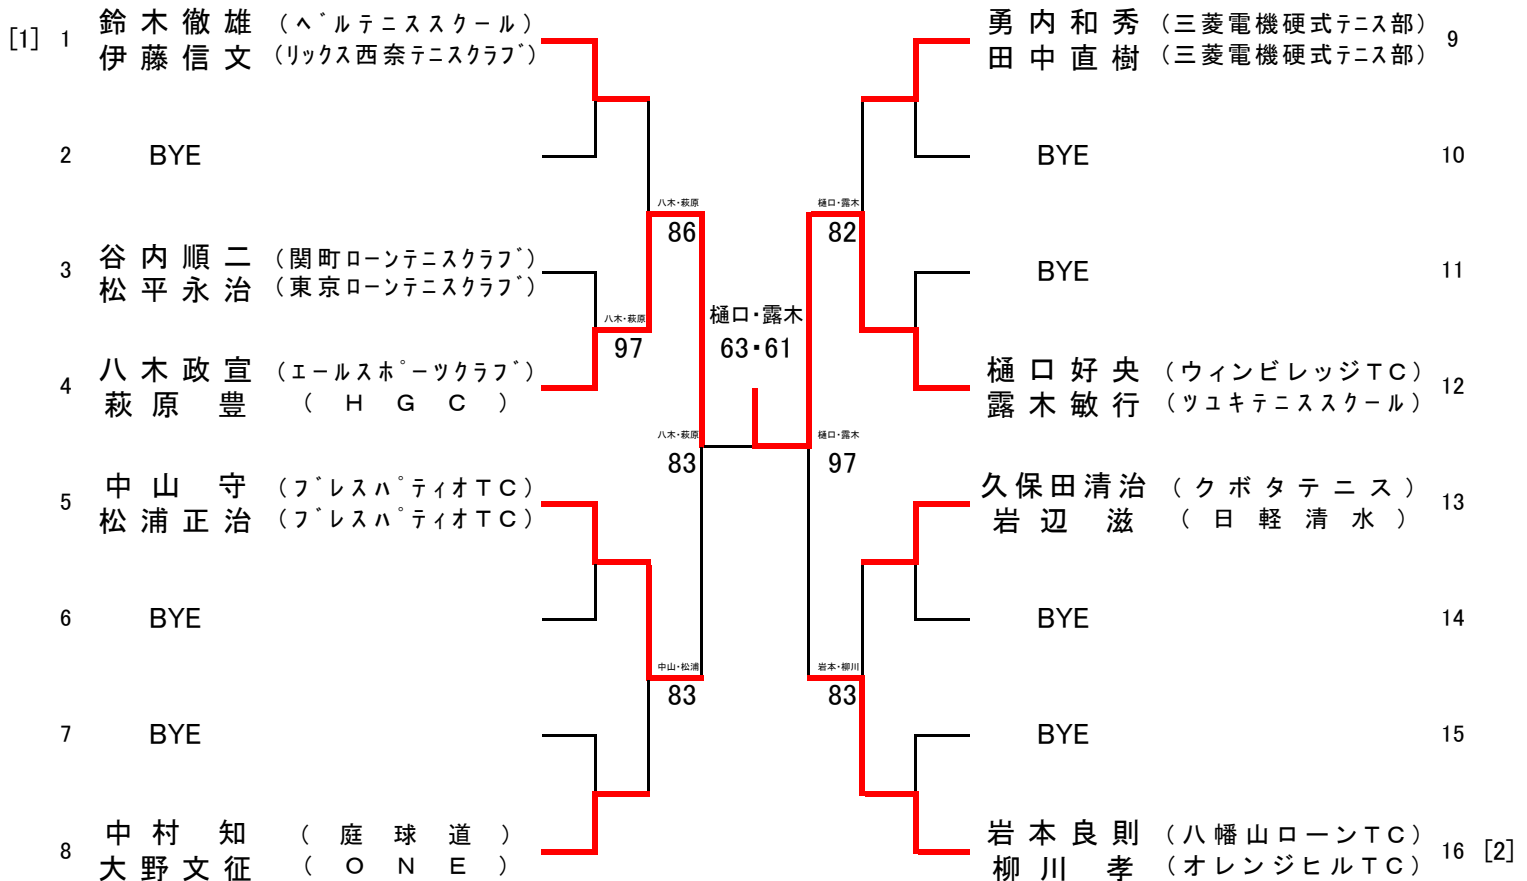 [1] 1 鈴木徹雄 (ヘ゛ルテニススクール)
伊藤信文 (リックス西奈テニスクラフ゛)
2 BYE
3 谷内順二 (関町ローンテニスクラフ゛)
松平永治 (東京ローンテニスクラフ゛)
4 八木政宣 (エールスホ゜ーツクラフ゛)
萩原豊 (HGC)
5 中山守 (フ゛レスハ゜ティオTC)
松浦正治 (フ゛レスハ゜ティオTC)
6 BYE
7 BYE
8 中村知 (庭球道)
大野文征 (ONE)
八木・萩原
97
八木・萩原
86
中山・松浦
83
八木・萩原
83
樋口・露木
63・61
樋口・露木
82
樋口・露木
97
岩本・柳川
83
勇内和秀 (三菱電機硬式テニス部) 9
田中直樹 (三菱電機硬式テニス部)
BYE 10
BYE 11
樋口好央 (ウィンビレッジTC) 12
露木敏行 (ツユキテニススクール)
久保田清治 (クボタテニス) 13
岩辺滋 (日軽清水)
BYE 14
BYE 15
岩本良則 (八幡山ローンTC) 16 [2]
柳川孝 (オレンジヒルTC)